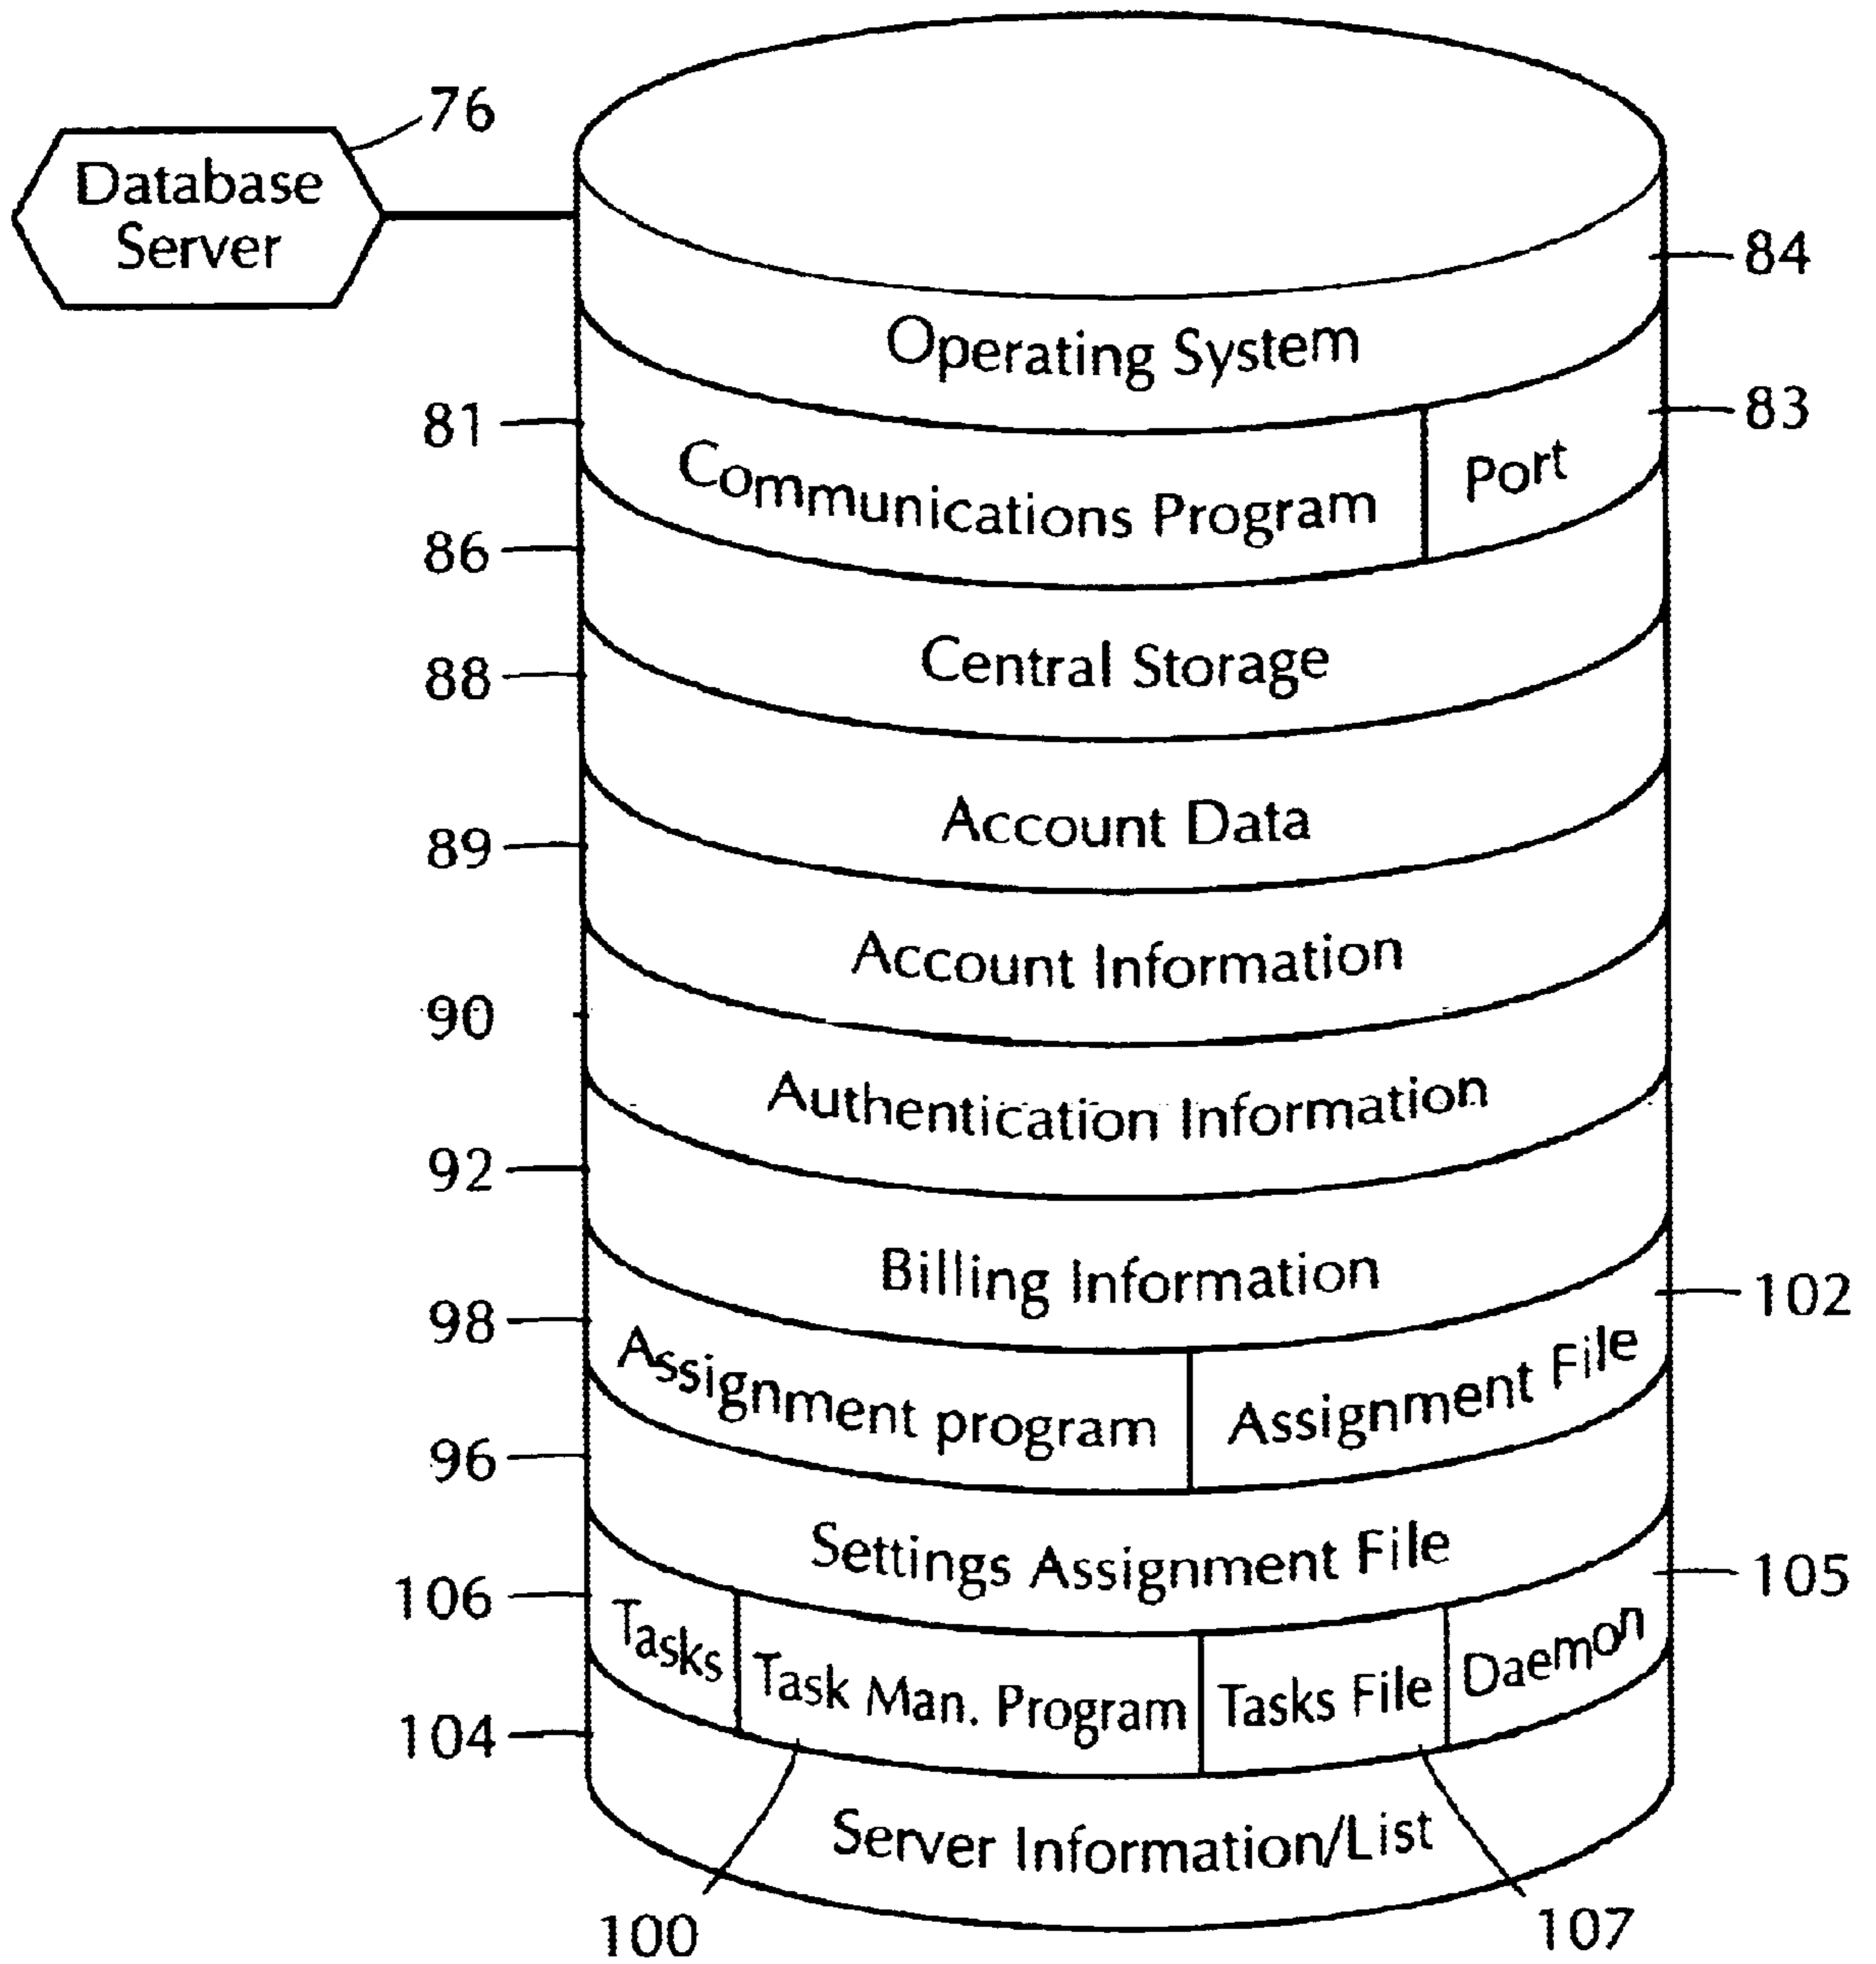 76
Database
Server
84
Operating System
81
83
Communications Program
Port
86
Central Storage
88
Account Data
89
Account Information
90
Authentication Information
92
Billing Information
102
98
Assignment program
Assignment File
96
Settings Assignment File
105
106
Tasks
Task Man. Program
Tasks File
Daemon
104
Server Information/List
100
107